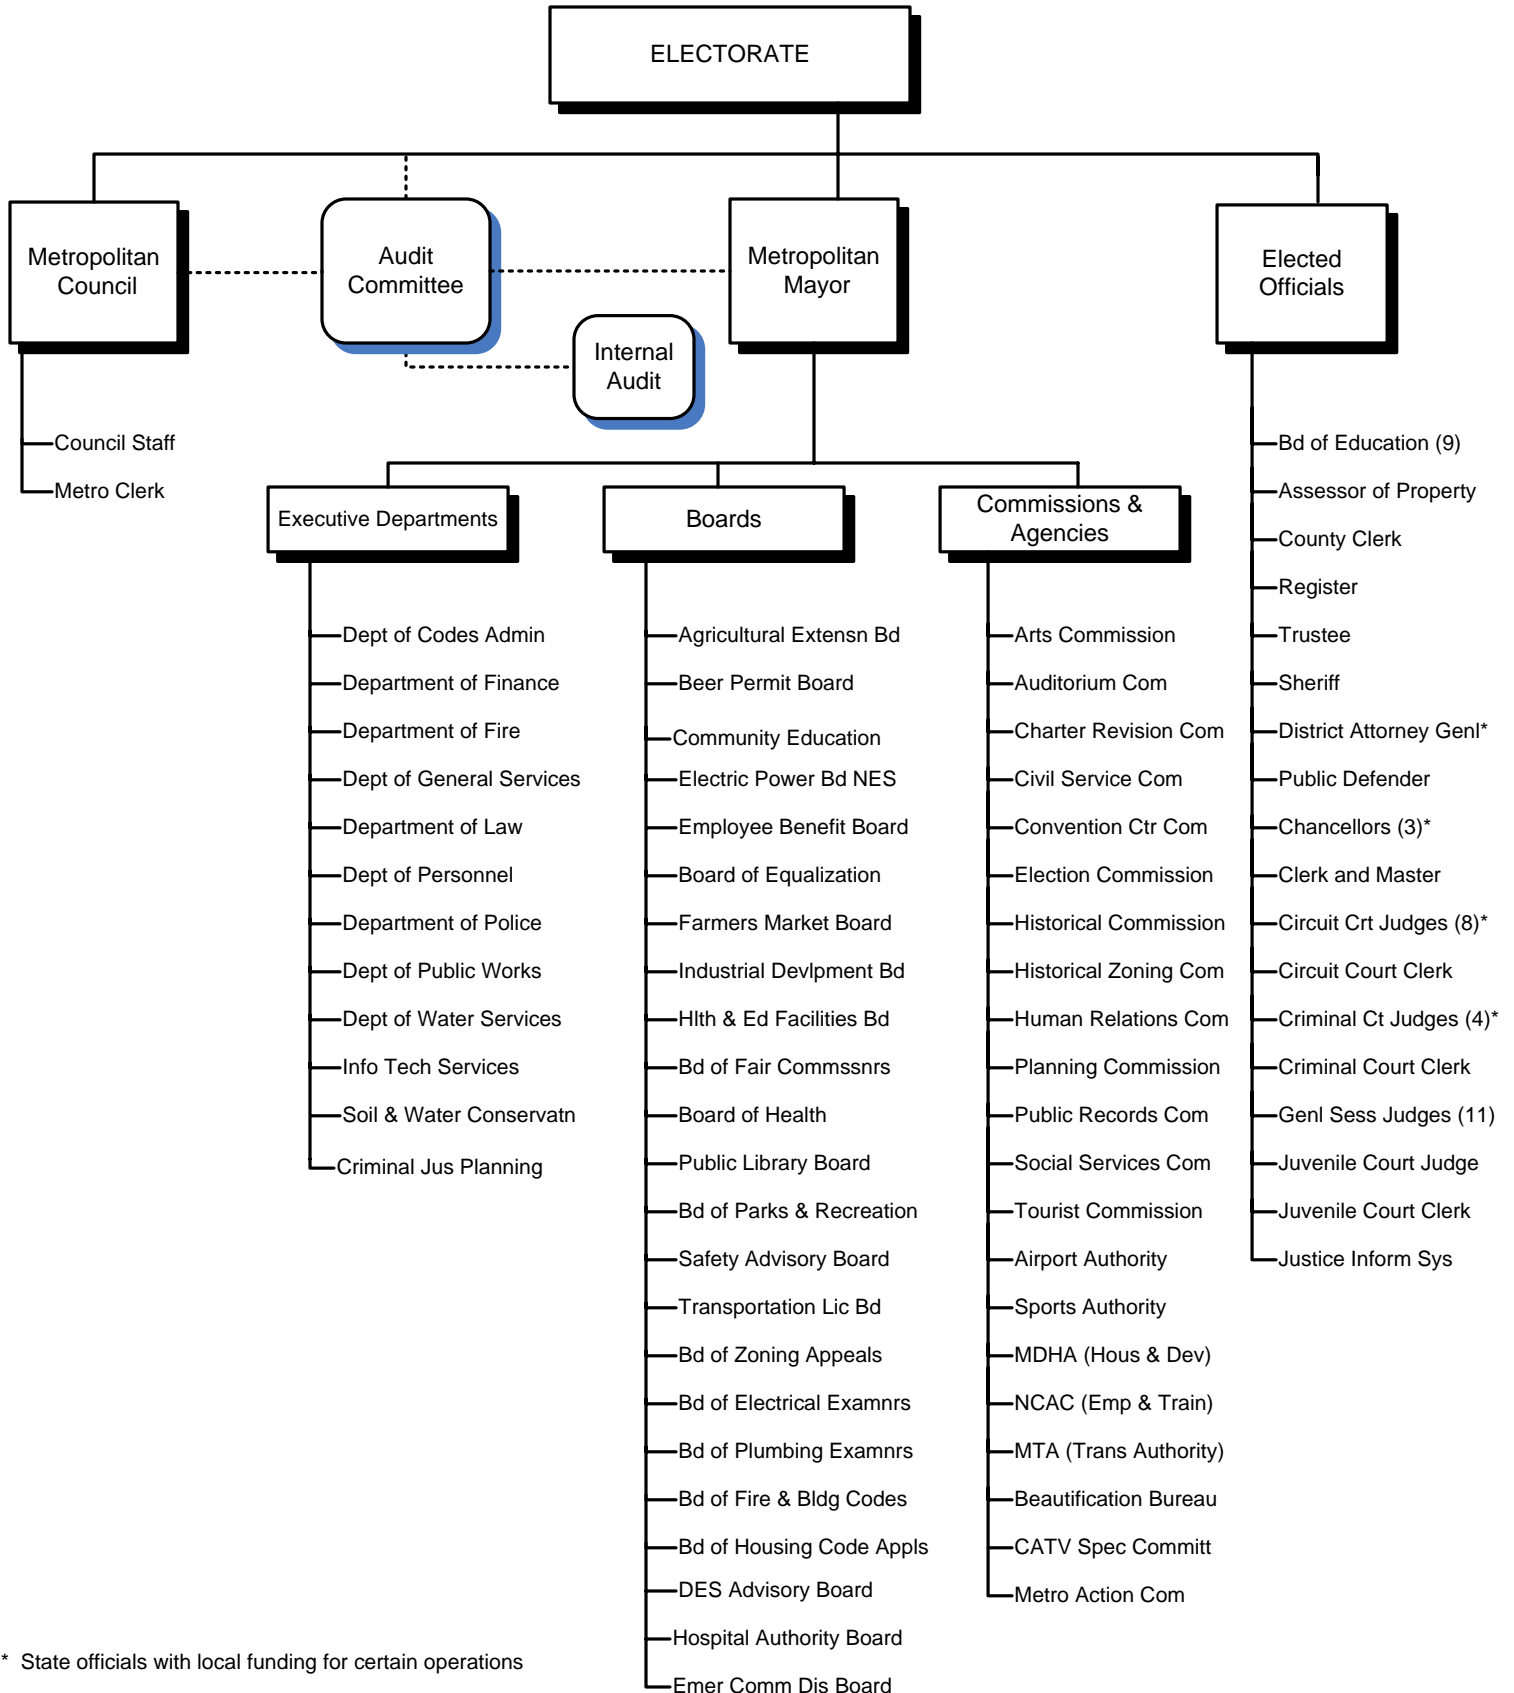 ELECTORATE
Metropolitan
Council
Audit
Committee
Metropolitan
Mayor
Elected
Officials
Internal
Audit
Council Staff
Metro Clerk
Executive Departments
Dept of Codes Admin
Department of Finance
Department of Fire
Dept of General Services
Department of Law
Dept of Personnel
Department of Police
Dept of Public Works
Dept of Water Services
Info Tech Services
Soil & Water Conservatn
Criminal Jus Planning
Boards
Agricultural Extensn Bd
Beer Permit Board
Community Education
Electric Power Bd NES
Employee Benefit Board
Board of Equalization
Farmers Market Board
Industrial Devlpment Bd
Hlth & Ed Facilities Bd
Bd of Fair Commssnrs
Board of Health
Public Library Board
Bd of Parks & Recreation
Safety Advisory Board
Transportation Lic Bd
Bd of Zoning Appeals
Bd of Electrical Examnrs
Bd of Plumbing Examnrs
Bd of Fire & Bldg Codes
Bd of Housing Code Appls
DES Advisory Board
Hospital Authority Board
Emer Comm Dis Board
Commissions &
Agencies
Arts Commission
Auditorium Com
Charter Revision Com
Civil Service Com
Convention Ctr Com
Election Commission
Historical Commission
Historical Zoning Com
Human Relations Com
Planning Commission
Public Records Com
Social Services Com
Tourist Commission
Airport Authority
Sports Authority
MDHA (Hous & Dev)
NCAC (Emp & Train)
MTA (Trans Authority)
Beautification Bureau
CATV Spec Committ
Metro Action Com
Bd of Education (9)
Assessor of Property
County Clerk
Register
Trustee
Sheriff
District Attorney Genl*
Public Defender
Chancellors (3)*
Clerk and Master
Circuit Crt Judges (8)*
Circuit Court Clerk
Criminal Ct Judges (4)*
Criminal Court Clerk
Genl Sess Judges (11)
Juvenile Court Judge
Juvenile Court Clerk
Justice Inform Sys
* State officials with local funding for certain operations